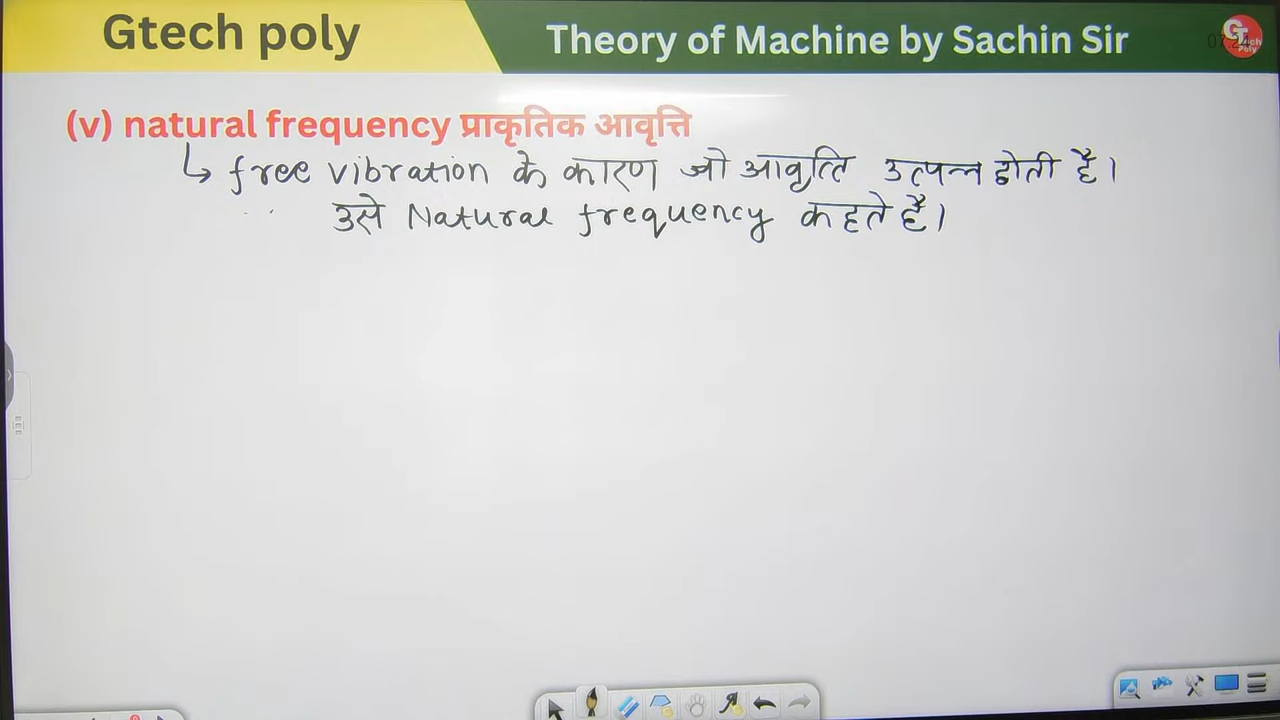 Gtech poly
Theory of Machine by Sachin Sir
(v) natural frequency प्राकृतिक आवृत्ति
↳ free vibration के कारण जो आवृत्ति उत्पन्न होती है।
उसे Natural frequency कहते है।